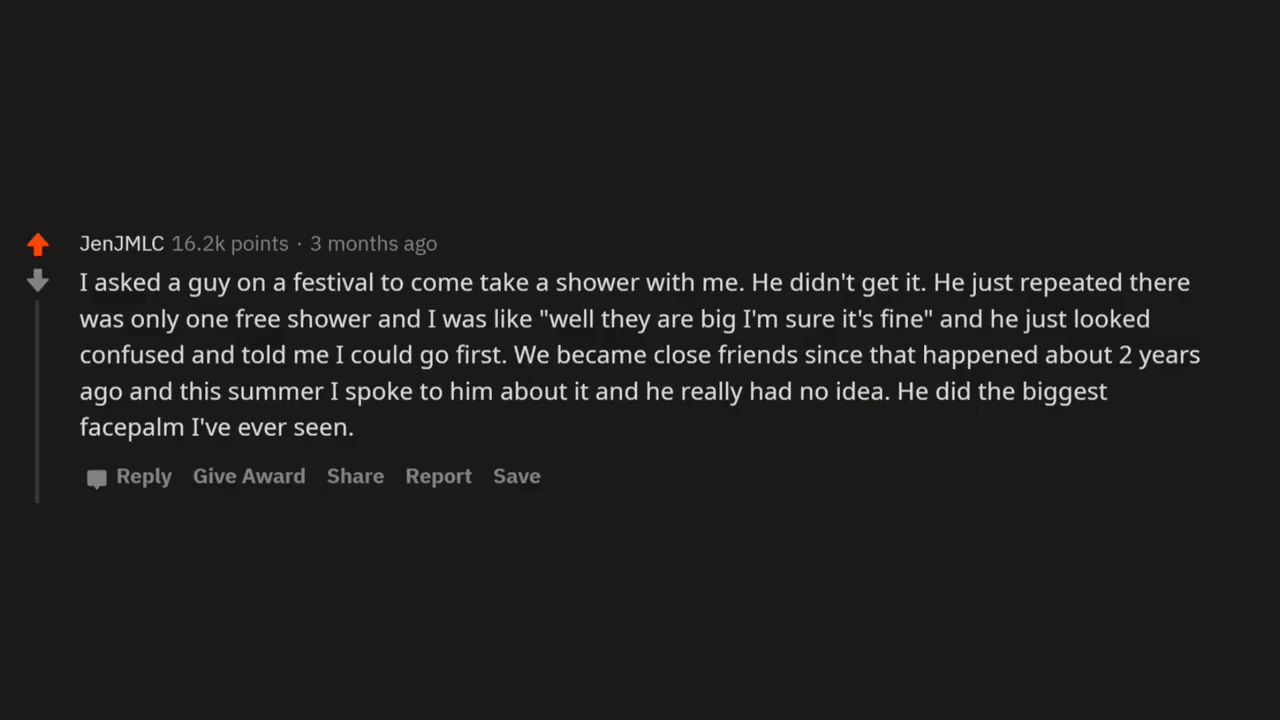 JenJMLC 16.2k points · 3 months ago
I asked a guy on a festival to come take a shower with me. He didn't get it. He just repeated there
was only one free shower and I was like "well they are big I'm sure it's fine" and he just looked
confused and told me I could go first. We became close friends since that happened about 2 years
ago and this summer I spoke to him about it and he really had no idea. He did the biggest
facepalm I've ever seen.
Reply Give Award Share Report Save